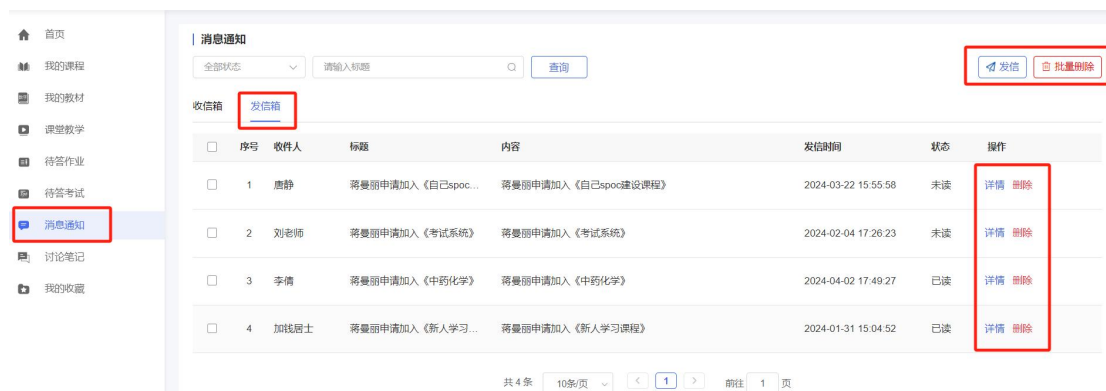 首页
我的课程
我的教材
课堂教学
待答作业
待答考试
消息通知
讨论笔记
我的收藏
消息通知
全部状态 请输入标题 查询 发信 批量删除
收信箱 发信箱
序号 收件人 标题 内容 发信时间 状态 操作
1 唐静 蒋曼丽申请加入《自己spoc... 蒋曼丽申请加入《自己spoc建设课程》 2024-03-22 15:55:58 未读 详情 删除
2 刘老师 蒋曼丽申请加入《考试系统》 蒋曼丽申请加入《考试系统》 2024-02-04 17:26:23 未读 详情 删除
3 李倩 蒋曼丽申请加入《中药化学》 蒋曼丽申请加入《中药化学》 2024-04-02 17:49:27 已读 详情 删除
4 加钱居士 蒋曼丽申请加入《新人学习... 蒋曼丽申请加入《新人学习课程》 2024-01-31 15:04:52 已读 详情 删除
共 4 条 10条/页 1 前往 1 页